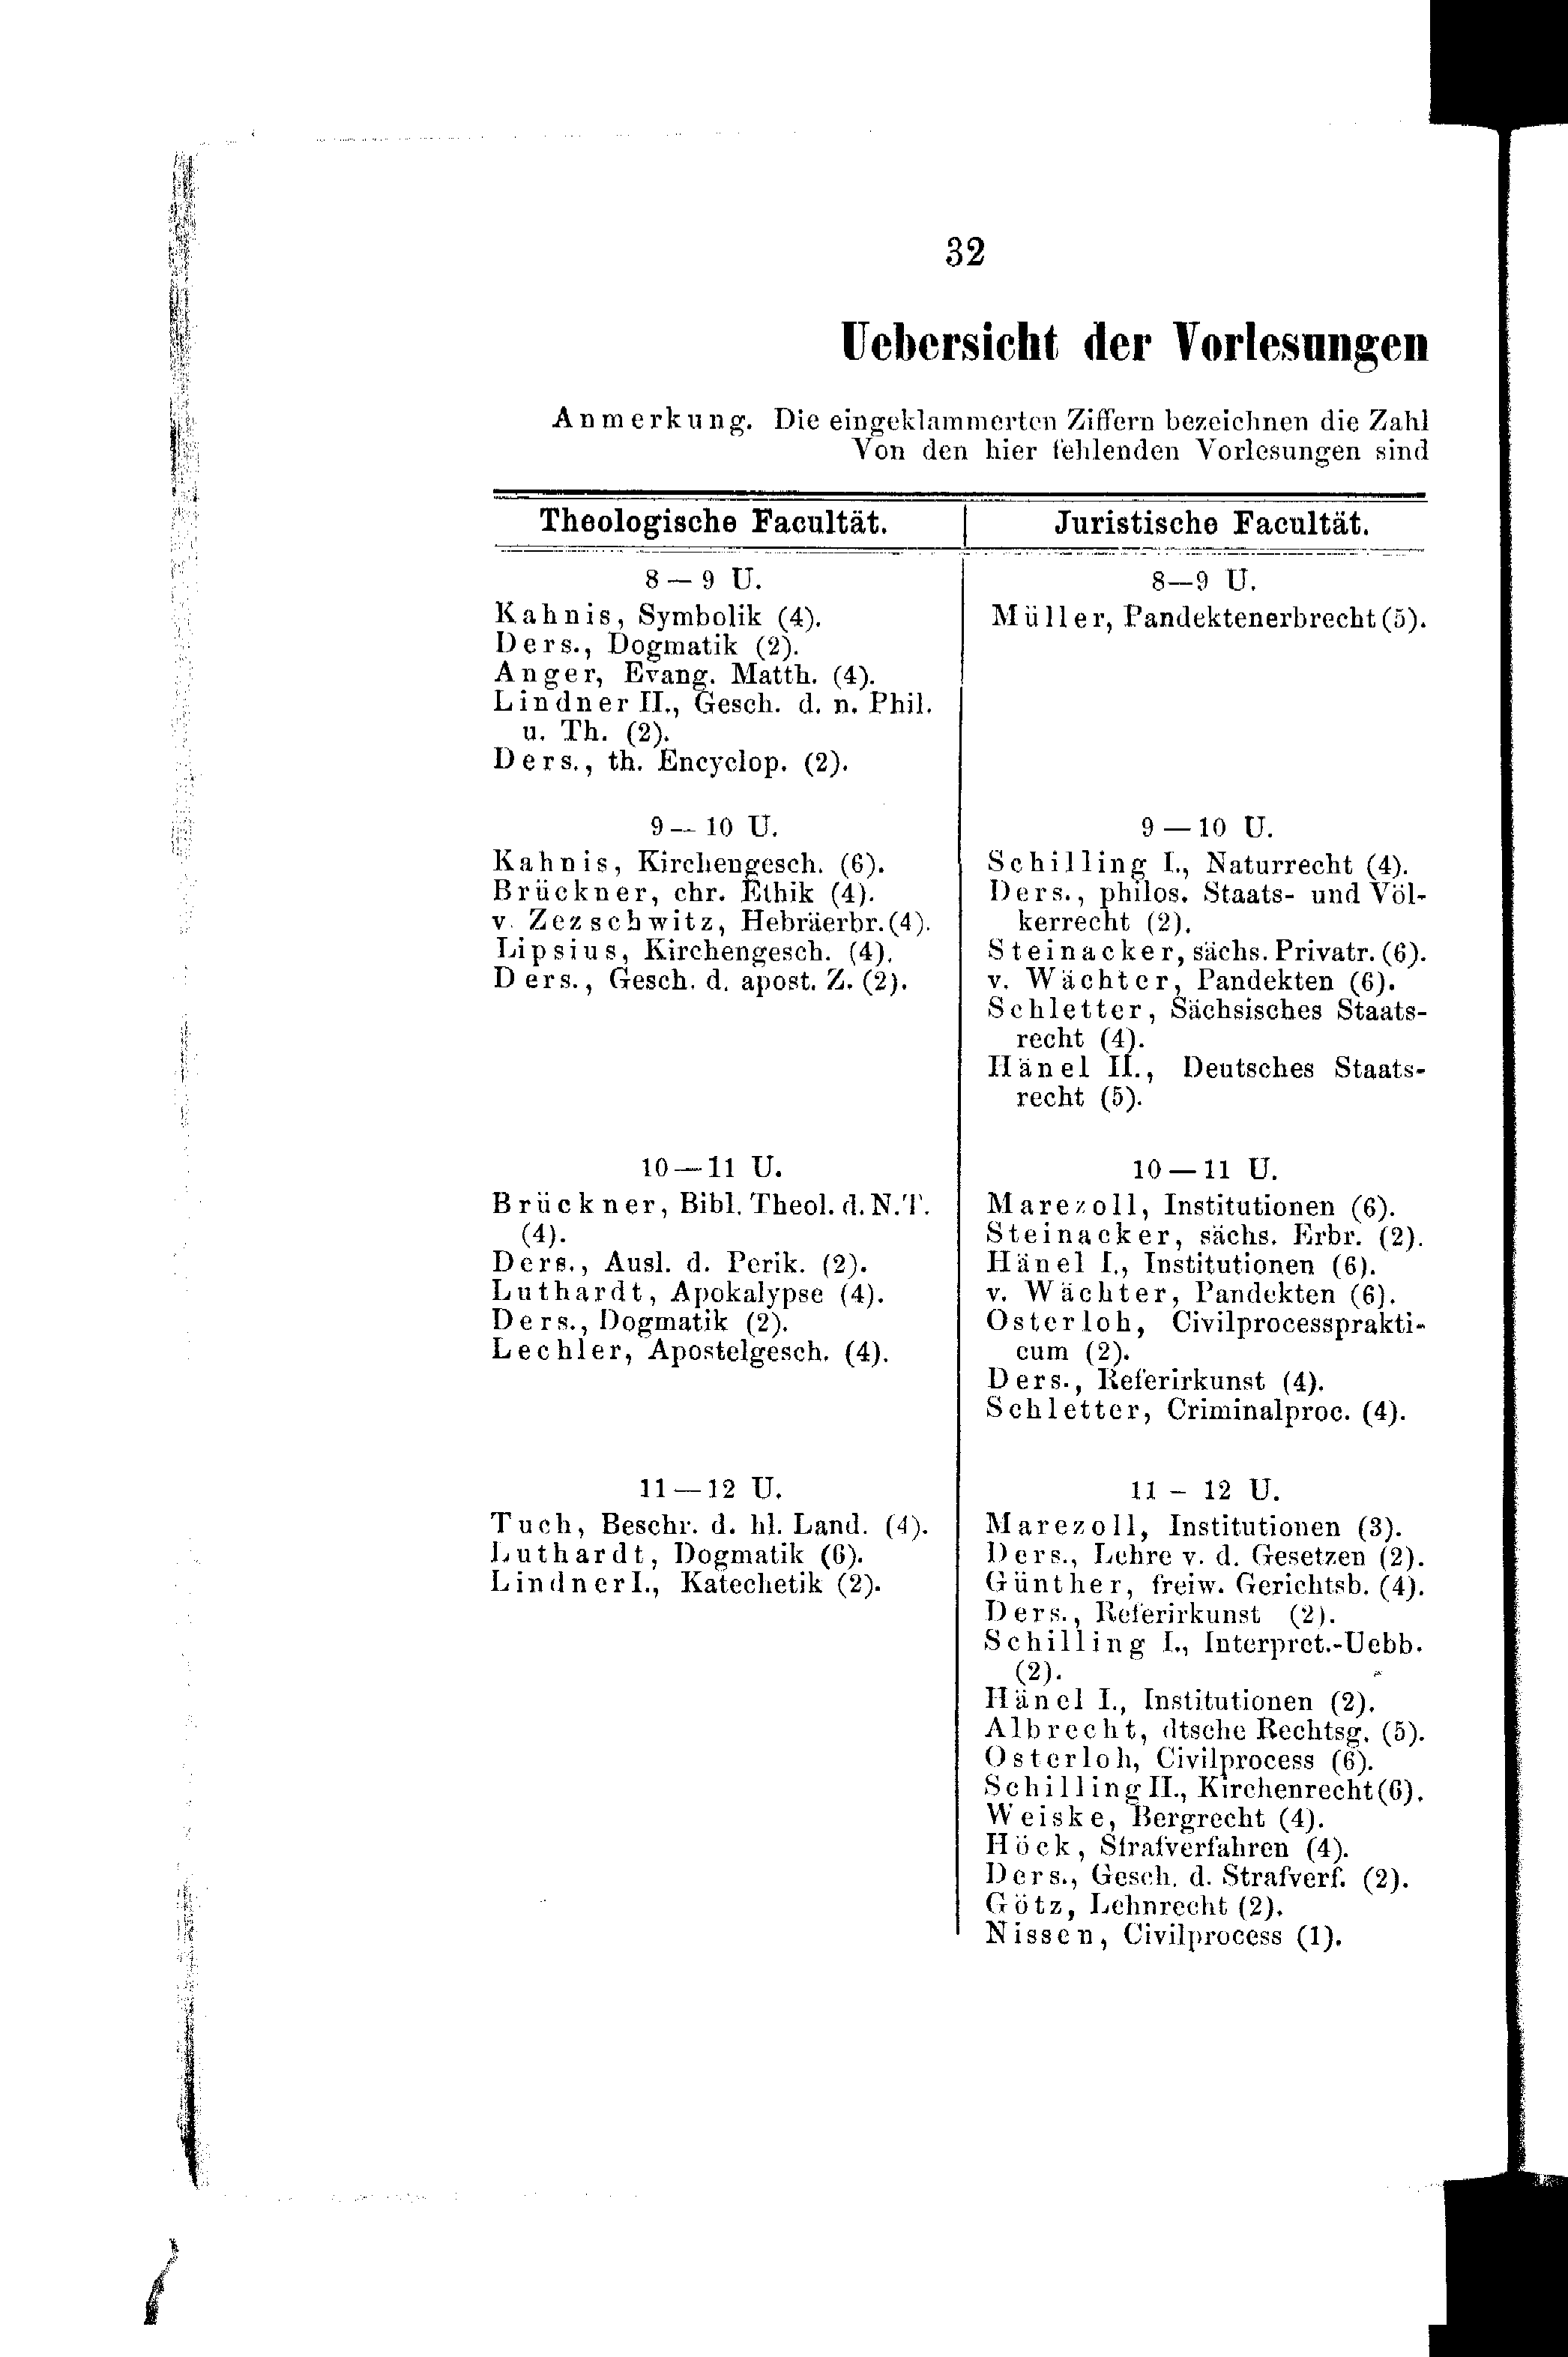 32
Uebersicht der Vorlesungen
Anmerkung. Die eingeklammerten Ziffern bezeichnen die Zahl
Von den hier fehlenden Vorlesungen sind
Theologische Facultät.
8 — 9 U.
Kahnis, Symbolik (4).
Ders., Dogmatik (2).
Anger, Evang. Matth. (4).
Lindner II., Gesch. d. n. Phil.
u. Th. (2).
Ders., th. Encyclop. (2).
9 — 10 U.
Kahnis, Kirchengesch. (6).
Brückner, chr. Ethik (4).
v. Zezschwitz, Hebräerbr. (4).
Lipsius, Kirchengesch. (4).
Ders., Gesch. d. apost. Z. (2).
10 — 11 U.
Brückner, Bibl. Theol. d. N. T.
(4).
Ders., Ausl. d. Perik. (2).
Luthardt, Apokalypse (4).
Ders., Dogmatik (2).
Lechler, Apostelgesch. (4).
11 — 12 U.
Tuch, Beschr. d. hl. Land. (4).
Luthardt, Dogmatik (6).
Lindner I., Katechetik (2).
Juristische Facultät.
8—9 U.
Müller, Pandektenerbrecht (5).
9 — 10 U.
Schilling I., Naturrecht (4).
Ders., philos. Staats- und Völ-
kerrecht (2).
Steinacker, sächs. Privatr. (6).
v. Wächter, Pandekten (6).
Schletter, Sächsisches Staats-
recht (4).
Hänel II., Deutsches Staats-
recht (5).
10 — 11 U.
Marezoll, Institutionen (6).
Steinacker, sächs. Erbr. (2).
Hänel I., Institutionen (6).
v. Wächter, Pandekten (6).
Osterloh, Civilprocessprakti-
cum (2).
Ders., Referirkunst (4).
Schletter, Criminalproc. (4).
11 – 12 U.
Marezoll, Institutionen (3).
Ders., Lehre v. d. Gesetzen (2).
Günther, freiw. Gerichtsb. (4).
Ders., Referirkunst (2).
Schilling I., Interpret.-Uebb.
(2).
Hänel I., Institutionen (2).
Albrecht, dtsche Rechtsg. (5).
Osterloh, Civilprocess (6).
Schilling II., Kirchenrecht (6).
Weiske, Bergrecht (4).
Höck, Strafverfahren (4).
Ders., Gesch. d. Strafverf. (2).
Götz, Lehnrecht (2).
Nissen, Civilprocess (1).